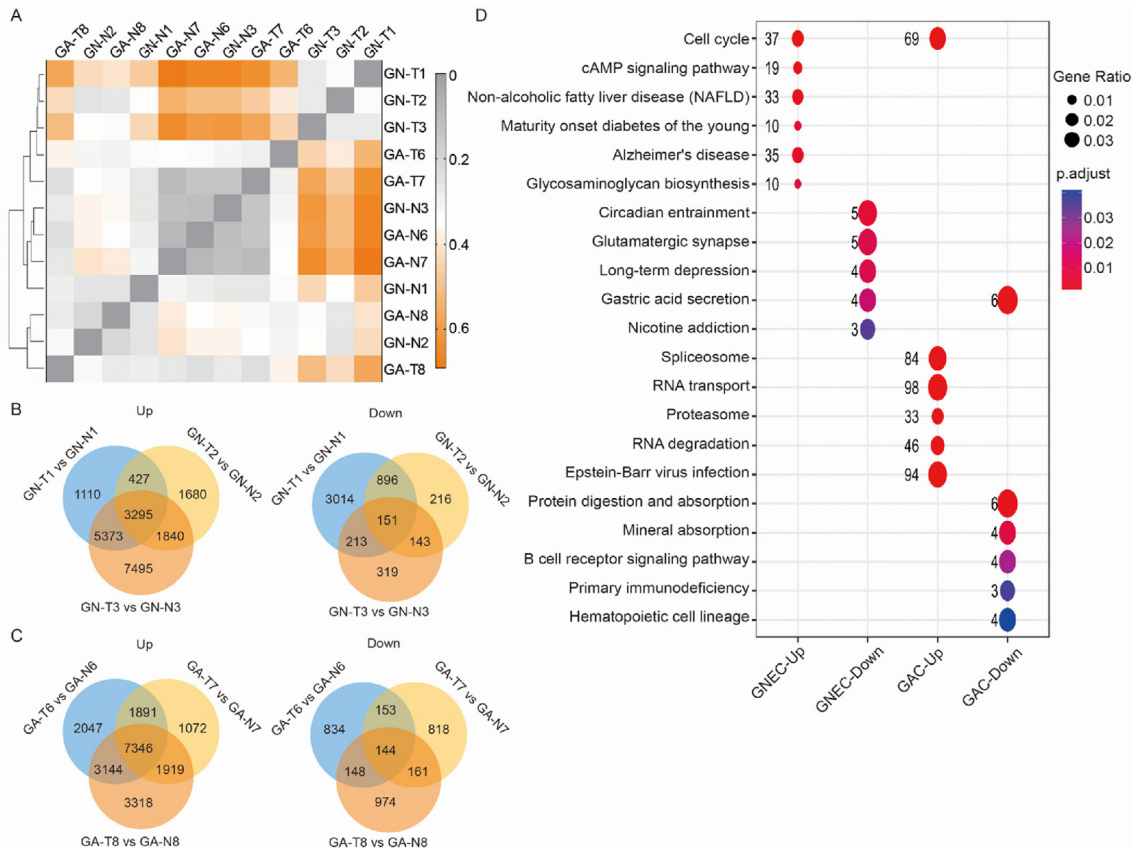 A
GA-T8 GN-N2 GA-N8 GN-N1 GA-N7 GA-N6 GN-N3 GA-T7 GA-T6 GN-T3 GN-T2 GN-T1
GN-T1
GN-T2
GN-T3
GA-T6
GA-T7
GN-N3
GA-N6
GA-N7
GN-N1
GA-N8
GN-N2
GA-T8
0
0.2
0.4
0.6
B
Up
GN-T1 vs GN-N1
GN-T2 vs GN-N2
1110 427 1680
3295
5373 1840
7495
GN-T3 vs GN-N3
Down
GN-T1 vs GN-N1
GN-T2 vs GN-N2
3014 896 216
151
213 143
319
GN-T3 vs GN-N3
C
Up
GA-T6 vs GA-N6
GA-T7 vs GA-N7
2047 1891 1072
7346
3144 1919
3318
GA-T8 vs GA-N8
Down
GA-T6 vs GA-N6
GA-T7 vs GA-N7
834 153 818
144
148 161
974
GA-T8 vs GA-N8
D
Cell cycle 37 69
cAMP signaling pathway 19
Non-alcoholic fatty liver disease (NAFLD) 33
Maturity onset diabetes of the young 10
Alzheimer's disease 35
Glycosaminoglycan biosynthesis 10
Circadian entrainment 5
Glutamatergic synapse 5
Long-term depression 4
Gastric acid secretion 4 6
Nicotine addiction 3
Spliceosome 84
RNA transport 98
Proteasome 33
RNA degradation 46
Epstein-Barr virus infection 94
Protein digestion and absorption 6
Mineral absorption 4
B cell receptor signaling pathway 4
Primary immunodeficiency 3
Hematopoietic cell lineage 4
GNEC-Up GNEC-Down GAC-Up GAC-Down
Gene Ratio
0.01
0.02
0.03
p.adjust
0.03
0.02
0.01